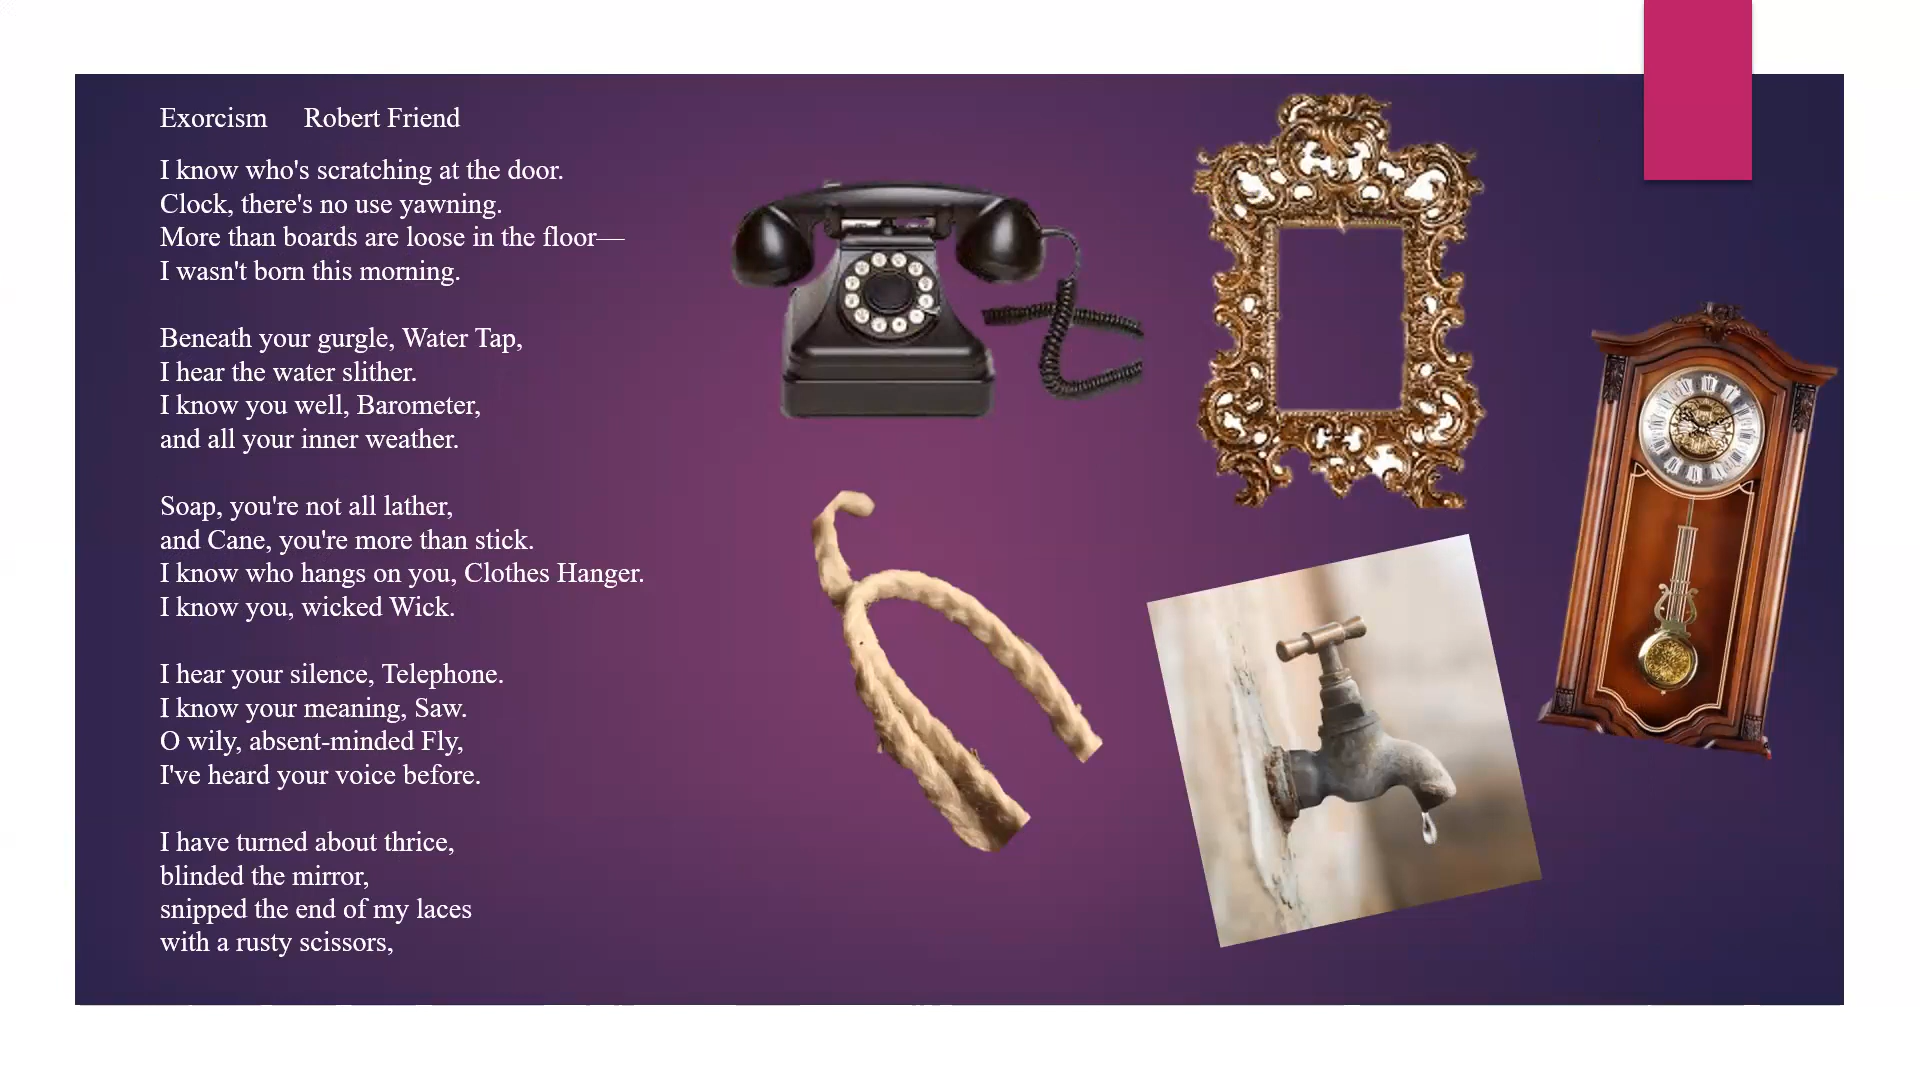 Exorcism Robert Friend
I know who's scratching at the door.
Clock, there's no use yawning.
More than boards are loose in the floor—
I wasn't born this morning.
Beneath your gurgle, Water Tap,
I hear the water slither.
I know you well, Barometer,
and all your inner weather.
Soap, you're not all lather,
and Cane, you're more than stick.
I know who hangs on you, Clothes Hanger.
I know you, wicked Wick.
I hear your silence, Telephone.
I know your meaning, Saw.
O wily, absent-minded Fly,
I've heard your voice before.
I have turned about thrice,
blinded the mirror,
snipped the end of my laces
with a rusty scissors,